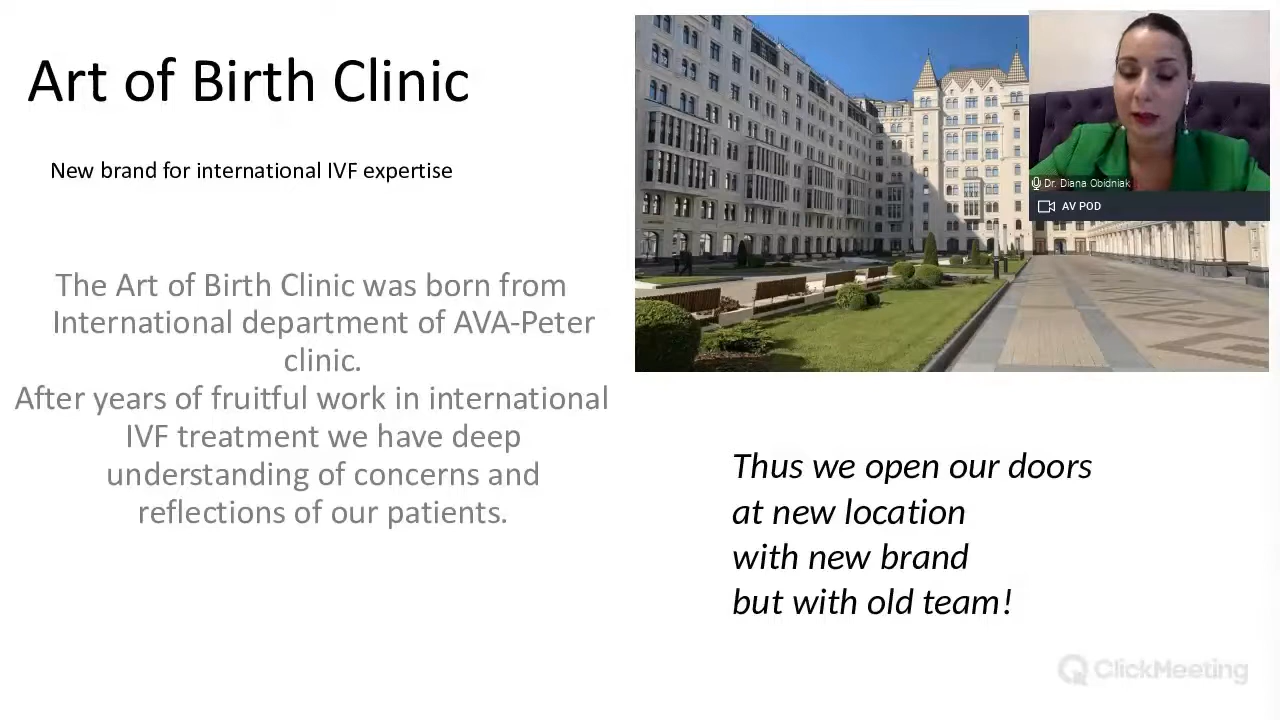 Art of Birth Clinic
New brand for international IVF expertise
The Art of Birth Clinic was born from
International department of AVA-Peter
clinic.
After years of fruitful work in international
IVF treatment we have deep
understanding of concerns and
reflections of our patients.
Dr. Diana Obidniak
AV POD
Thus we open our doors
at new location
with new brand
but with old team!
ClickMeeting